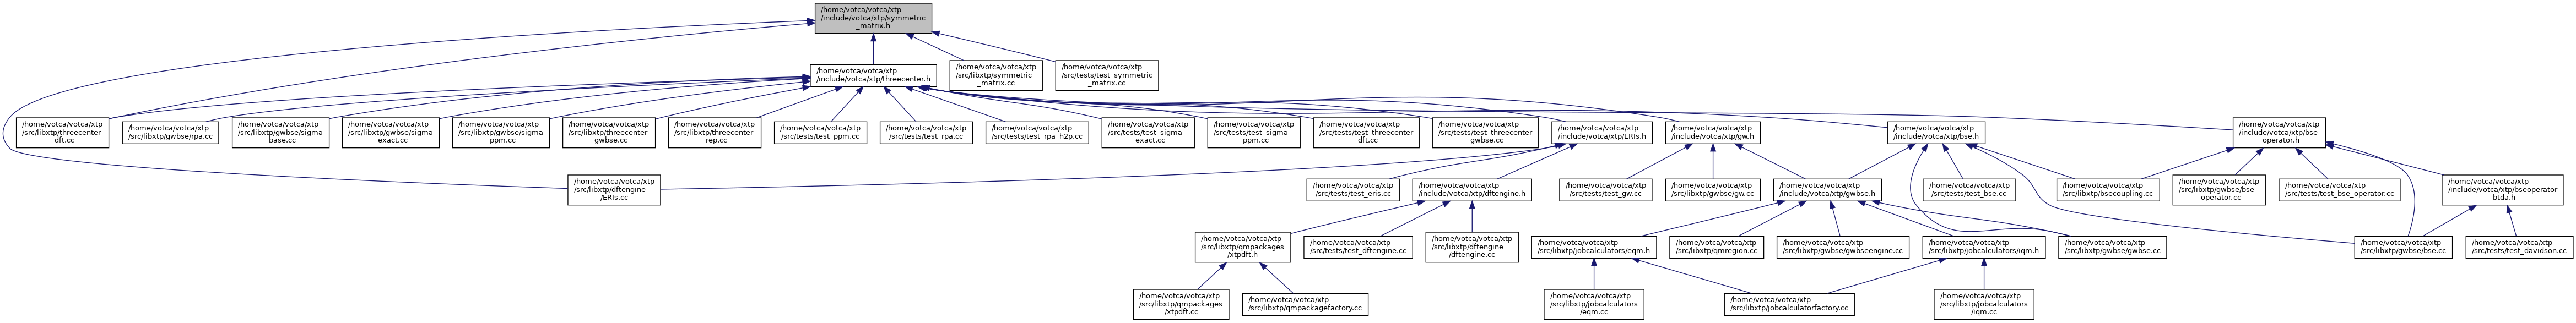 /home/votca/votca/xtp
/include/votca/xtp/symmetric
_matrix.h
/home/votca/votca/xtp
/include/votca/xtp/threecenter.h
/home/votca/votca/xtp
/src/libxtp/symmetric
_matrix.cc
/home/votca/votca/xtp
/src/tests/test_symmetric
_matrix.cc
/home/votca/votca/xtp
/src/libxtp/threecenter
_dft.cc
/home/votca/votca/xtp
/src/libxtp/gwbse/rpa.cc
/home/votca/votca/xtp
/src/libxtp/gwbse/sigma
_base.cc
/home/votca/votca/xtp
/src/libxtp/gwbse/sigma
_exact.cc
/home/votca/votca/xtp
/src/libxtp/gwbse/sigma
_ppm.cc
/home/votca/votca/xtp
/src/libxtp/threecenter
_gwbse.cc
/home/votca/votca/xtp
/src/libxtp/threecenter
_rep.cc
/home/votca/votca/xtp
/src/tests/test_ppm.cc
/home/votca/votca/xtp
/src/tests/test_rpa.cc
/home/votca/votca/xtp
/src/tests/test_rpa_h2p.cc
/home/votca/votca/xtp
/src/tests/test_sigma
_exact.cc
/home/votca/votca/xtp
/src/tests/test_sigma
_ppm.cc
/home/votca/votca/xtp
/src/tests/test_threecenter
_dft.cc
/home/votca/votca/xtp
/src/tests/test_threecenter
_gwbse.cc
/home/votca/votca/xtp
/include/votca/xtp/ERIs.h
/home/votca/votca/xtp
/include/votca/xtp/gw.h
/home/votca/votca/xtp
/include/votca/xtp/bse.h
/home/votca/votca/xtp
/include/votca/xtp/bse
_operator.h
/home/votca/votca/xtp
/src/libxtp/dftengine
/ERIs.cc
/home/votca/votca/xtp
/src/tests/test_eris.cc
/home/votca/votca/xtp
/include/votca/xtp/dftengine.h
/home/votca/votca/xtp
/src/tests/test_gw.cc
/home/votca/votca/xtp
/src/libxtp/gwbse/gw.cc
/home/votca/votca/xtp
/include/votca/xtp/gwbse.h
/home/votca/votca/xtp
/src/tests/test_bse.cc
/home/votca/votca/xtp
/src/libxtp/bsecoupling.cc
/home/votca/votca/xtp
/src/libxtp/gwbse/bse
_operator.cc
/home/votca/votca/xtp
/src/tests/test_bse_operator.cc
/home/votca/votca/xtp
/include/votca/xtp/bseoperator
_btda.h
/home/votca/votca/xtp
/src/libxtp/qmpackages
/xtpdft.h
/home/votca/votca/xtp
/src/tests/test_dftengine.cc
/home/votca/votca/xtp
/src/libxtp/dftengine
/dftengine.cc
/home/votca/votca/xtp
/src/libxtp/jobcalculators/eqm.h
/home/votca/votca/xtp
/src/libxtp/qmregion.cc
/home/votca/votca/xtp
/src/libxtp/gwbse/gwbseengine.cc
/home/votca/votca/xtp
/src/libxtp/jobcalculators/iqm.h
/home/votca/votca/xtp
/src/libxtp/gwbse/gwbse.cc
/home/votca/votca/xtp
/src/libxtp/gwbse/bse.cc
/home/votca/votca/xtp
/src/tests/test_davidson.cc
/home/votca/votca/xtp
/src/libxtp/qmpackages
/xtpdft.cc
/home/votca/votca/xtp
/src/libxtp/qmpackagefactory.cc
/home/votca/votca/xtp
/src/libxtp/jobcalculators
/eqm.cc
/home/votca/votca/xtp
/src/libxtp/jobcalculatorfactory.cc
/home/votca/votca/xtp
/src/libxtp/jobcalculators
/iqm.cc